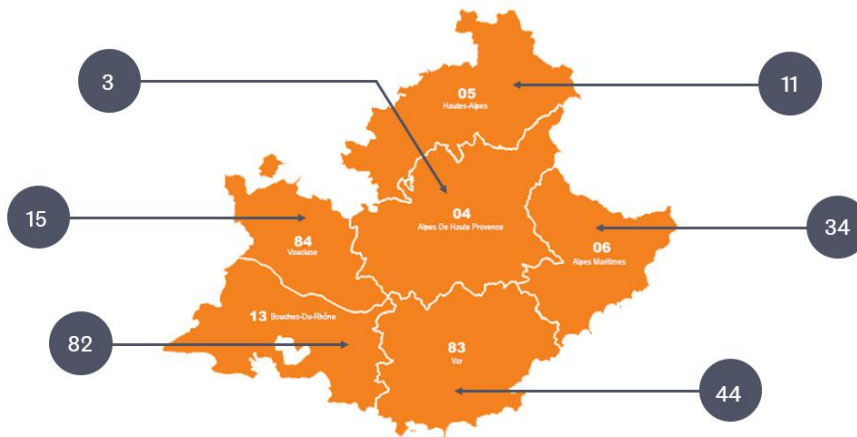 3
11
05
Hautes-Alpes
15
04
Alpes De Haute Provence
34
84
Vaucluse
06
Alpes Maritimes
13 Bouches-Du-Rhône
82
83
Var
44